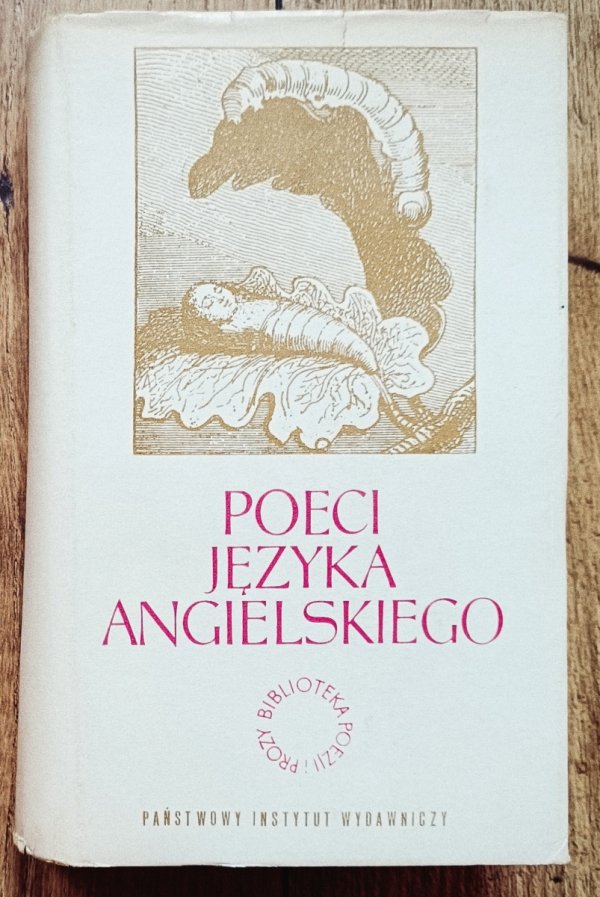 POECI
JĘZYKA
ANGIELSKIEGO
BIBLIOTEKA POEZJI i PROZY
PAŃSTWOWY INSTYTUT WYDAWNICZY